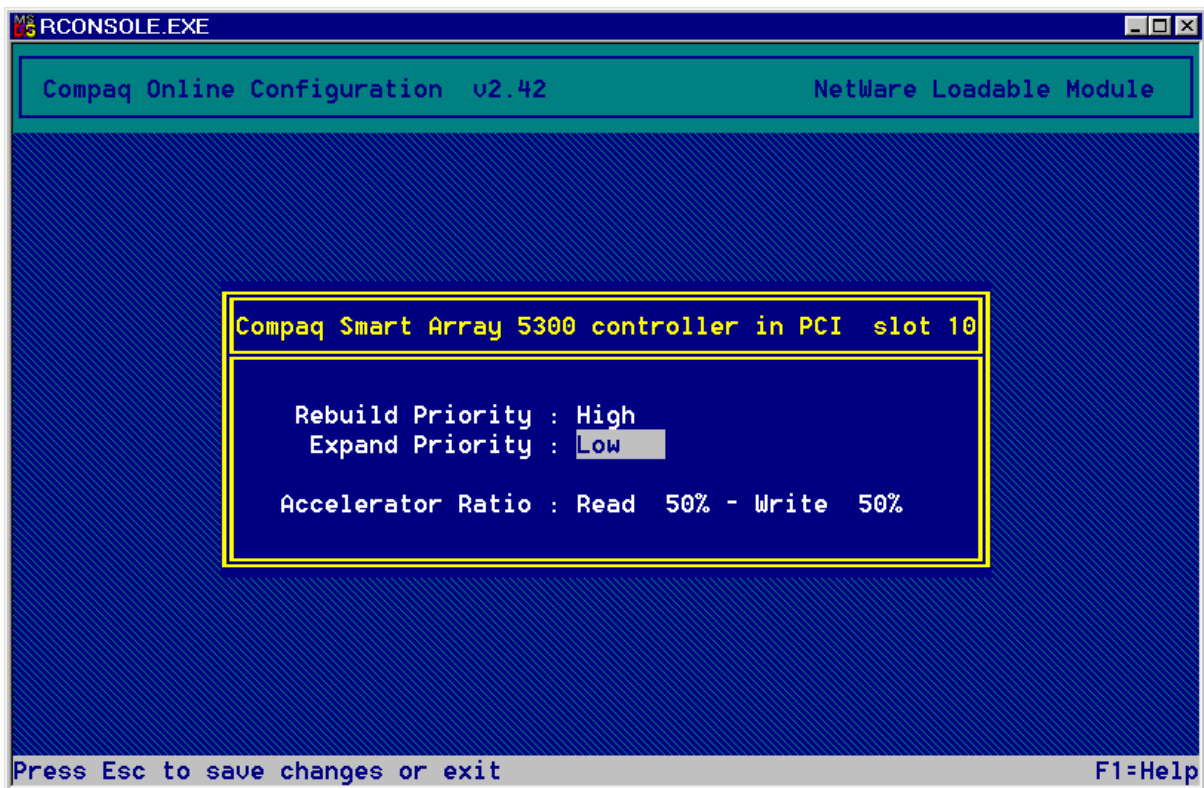 RCONSOLE.EXE
Compaq Online Configuration v2.42 NetWare Loadable Module
Compaq Smart Array 5300 controller in PCI slot 10
Rebuild Priority : High
Expand Priority : Low
Accelerator Ratio : Read 50% - Write 50%
Press Esc to save changes or exit F1=Help